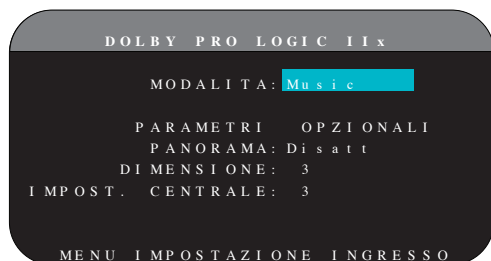 DOLBY PRO LOGIC IIx
MODALITA: Music
PARAMETRI OPZIONALI
PANORAMA: Disatt
DIMENSIONE: 3
IMPOST. CENTRALE: 3
MENU IMPOSTAZIONE INGRESSO